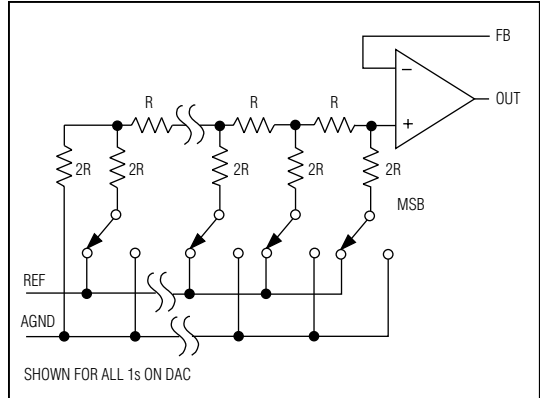 FB
−
OUT
R R R
+
2R 2R 2R 2R 2R
MSB
REF
AGND
SHOWN FOR ALL 1s ON DAC